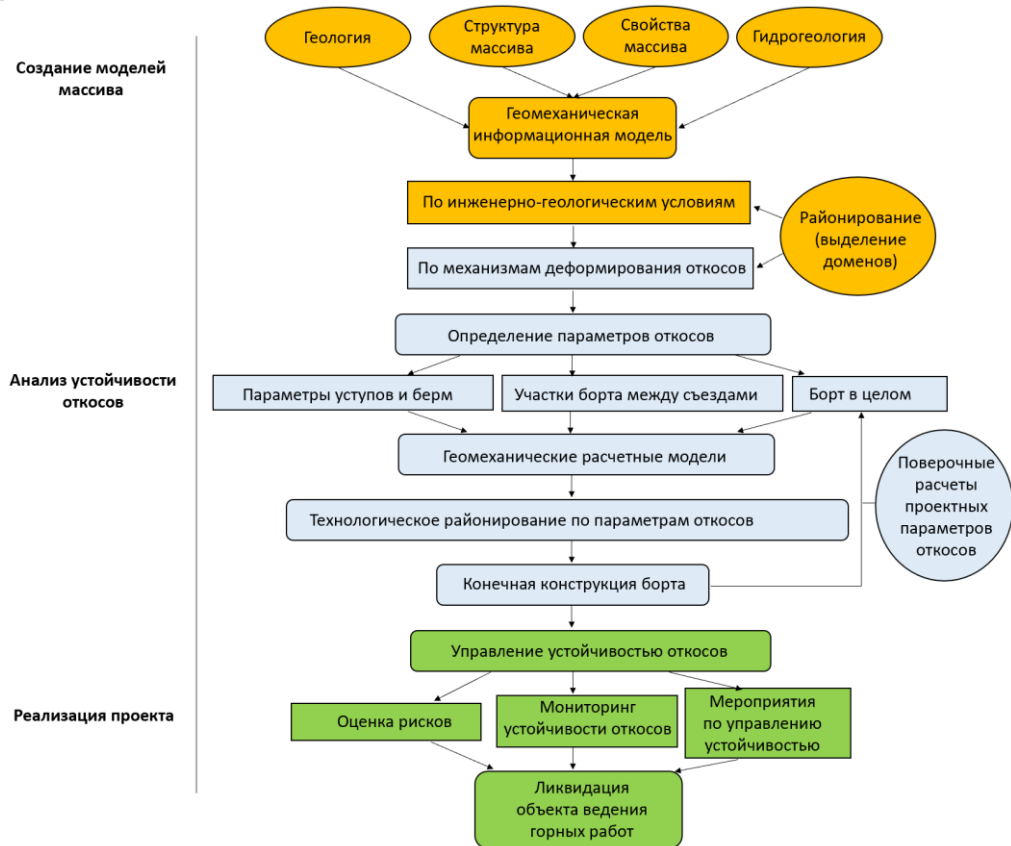 Геология
Структура
массива
Свойства
массива
Гидрогеология
Создание моделей
массива
Геомеханическая
информационная модель
По инженерно-геологическим условиям
Районирование
(выделение
доменов)
По механизмам деформирования откосов
Определение параметров откосов
Анализ устойчивости
откосов
Параметры уступов и берм
Участки борта между съездами
Борт в целом
Геомеханические расчетные модели
Поверочные
расчеты
проектных
параметров
откосов
Технологическое районирование по параметрам откосов
Конечная конструкция борта
Управление устойчивостью откосов
Реализация проекта
Оценка рисков
Мониторинг
устойчивости откосов
Мероприятия
по управлению
устойчивостью
Ликвидация
объекта ведения
горных работ